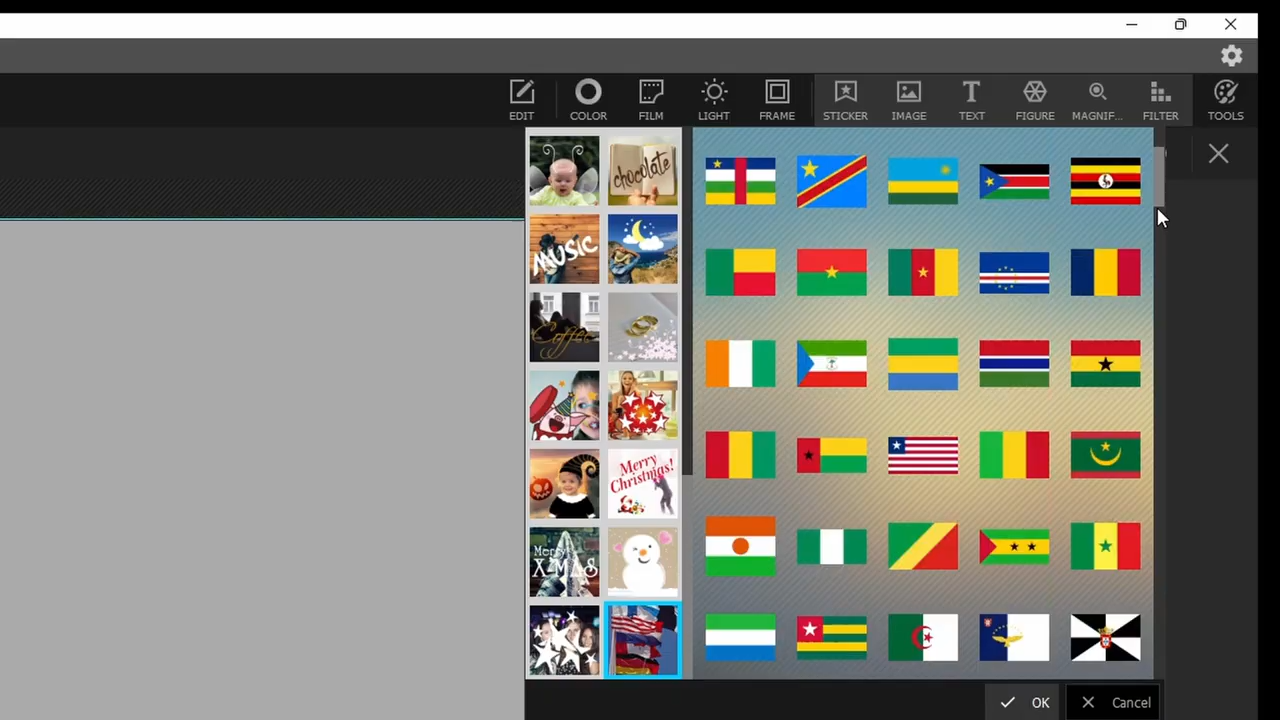 EDIT
COLOR
FILM
LIGHT
FRAME
STICKER
IMAGE
TEXT
FIGURE
MAGNIF...
FILTER
TOOLS
chocolate
MUSIC
Coffee
Merry
Christmas!
Merry
X-MAS
OK
Cancel